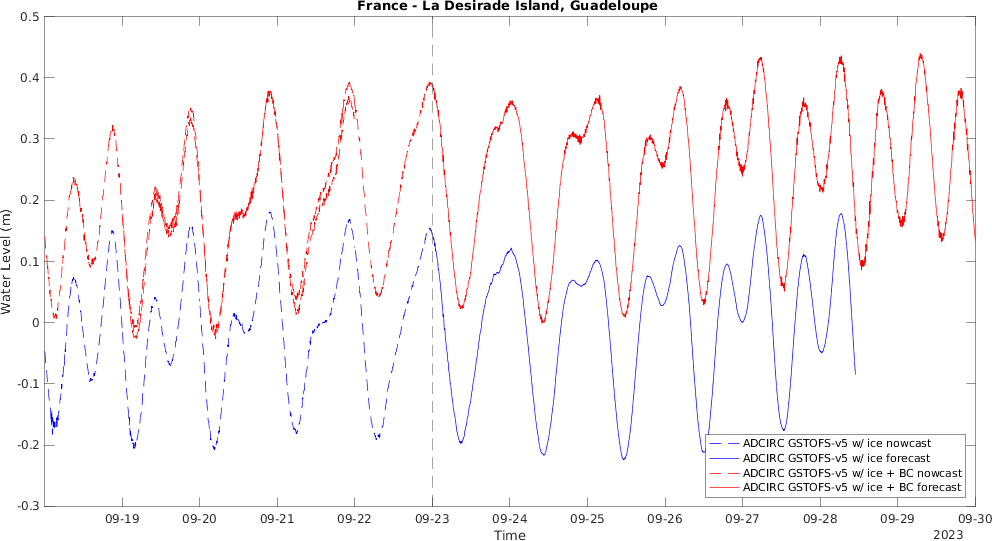 France - La Desirade Island, Guadeloupe
0.5
0.4
0.3
0.2
0.1
0
-0.1
-0.2
-0.3
Water Level (m)
ADCIRC GSTOFS-v5 w/ ice nowcast
ADCIRC GSTOFS-v5 w/ ice forecast
ADCIRC GSTOFS-v5 w/ ice + BC nowcast
ADCIRC GSTOFS-v5 w/ ice + BC forecast
09-19 09-20 09-21 09-22 09-23 09-24 09-25 09-26 09-27 09-28 09-29 09-30
Time
2023